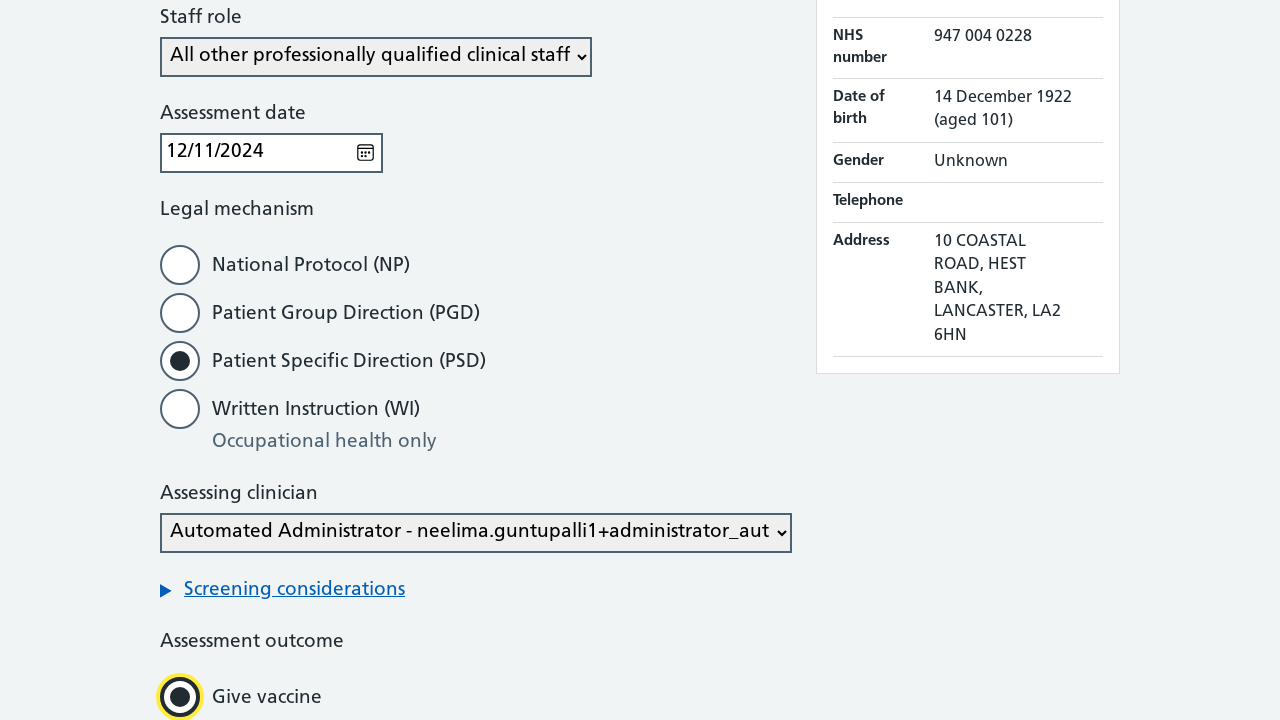 Staff role
All other professionally qualified clinical staff
Assessment date
12/11/2024
Legal mechanism
National Protocol (NP)
Patient Group Direction (PGD)
Patient Specific Direction (PSD)
Written Instruction (WI)
Occupational health only
Assessing clinician
Automated Administrator - neelima.guntupalli1+administrator_aut
Screening considerations
Assessment outcome
Give vaccine
NHS number
947 004 0228
Date of birth
14 December 1922
(aged 101)
Gender
Unknown
Telephone
Address
10 COASTAL
ROAD, HEST
BANK,
LANCASTER, LA2
6HN